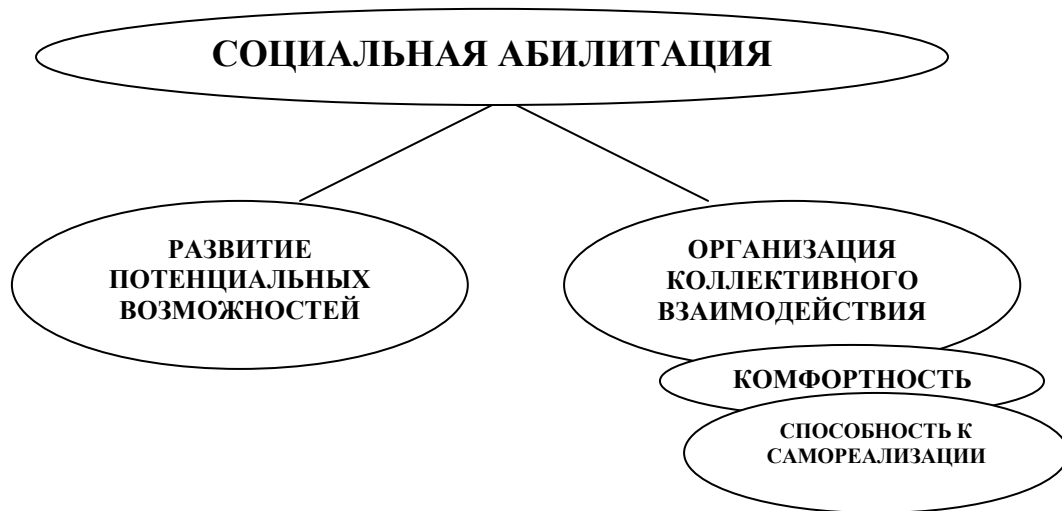 СОЦИАЛЬНАЯ АБИЛИТАЦИЯ
РАЗВИТИЕ
ПОТЕНЦИАЛЬНЫХ
ВОЗМОЖНОСТЕЙ
ОРГАНИЗАЦИЯ
КОЛЛЕКТИВНОГО
ВЗАИМОДЕЙСТВИЯ
КОМФОРТНОСТЬ
СПОСОБНОСТЬ К
САМОРЕАЛИЗАЦИИ